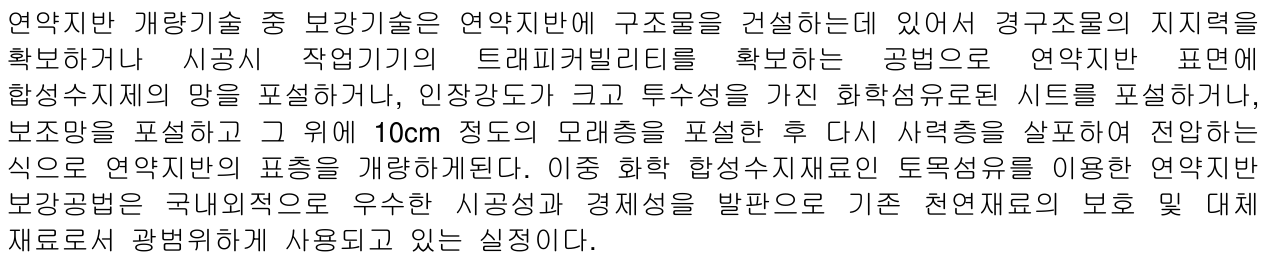 연약지반 개량기술 중 보강기술은 연약지반에 구조물을 건설하는데 있어서 경구조물의 지지력을
확보하거나 시공시 작업기기의 트래피커빌리티를 확보하는 공법으로 연약지반 표면에
합성수지제의 망을 포설하거나, 인장강도가 크고 투수성을 가진 화학섬유로된 시트를 포설하거나,
보조망을 포설하고 그 위에 10cm 정도의 모래층을 포설한 후 다시 사력층을 살포하여 전압하는
식으로 연약지반의 표층을 개량하게된다. 이중 화학 합성수지재료인 토목섬유를 이용한 연약지반
보강공법은 국내외적으로 우수한 시공성과 경제성을 발판으로 기존 천연재료의 보호 및 대체
재료로서 광범위하게 사용되고 있는 실정이다.